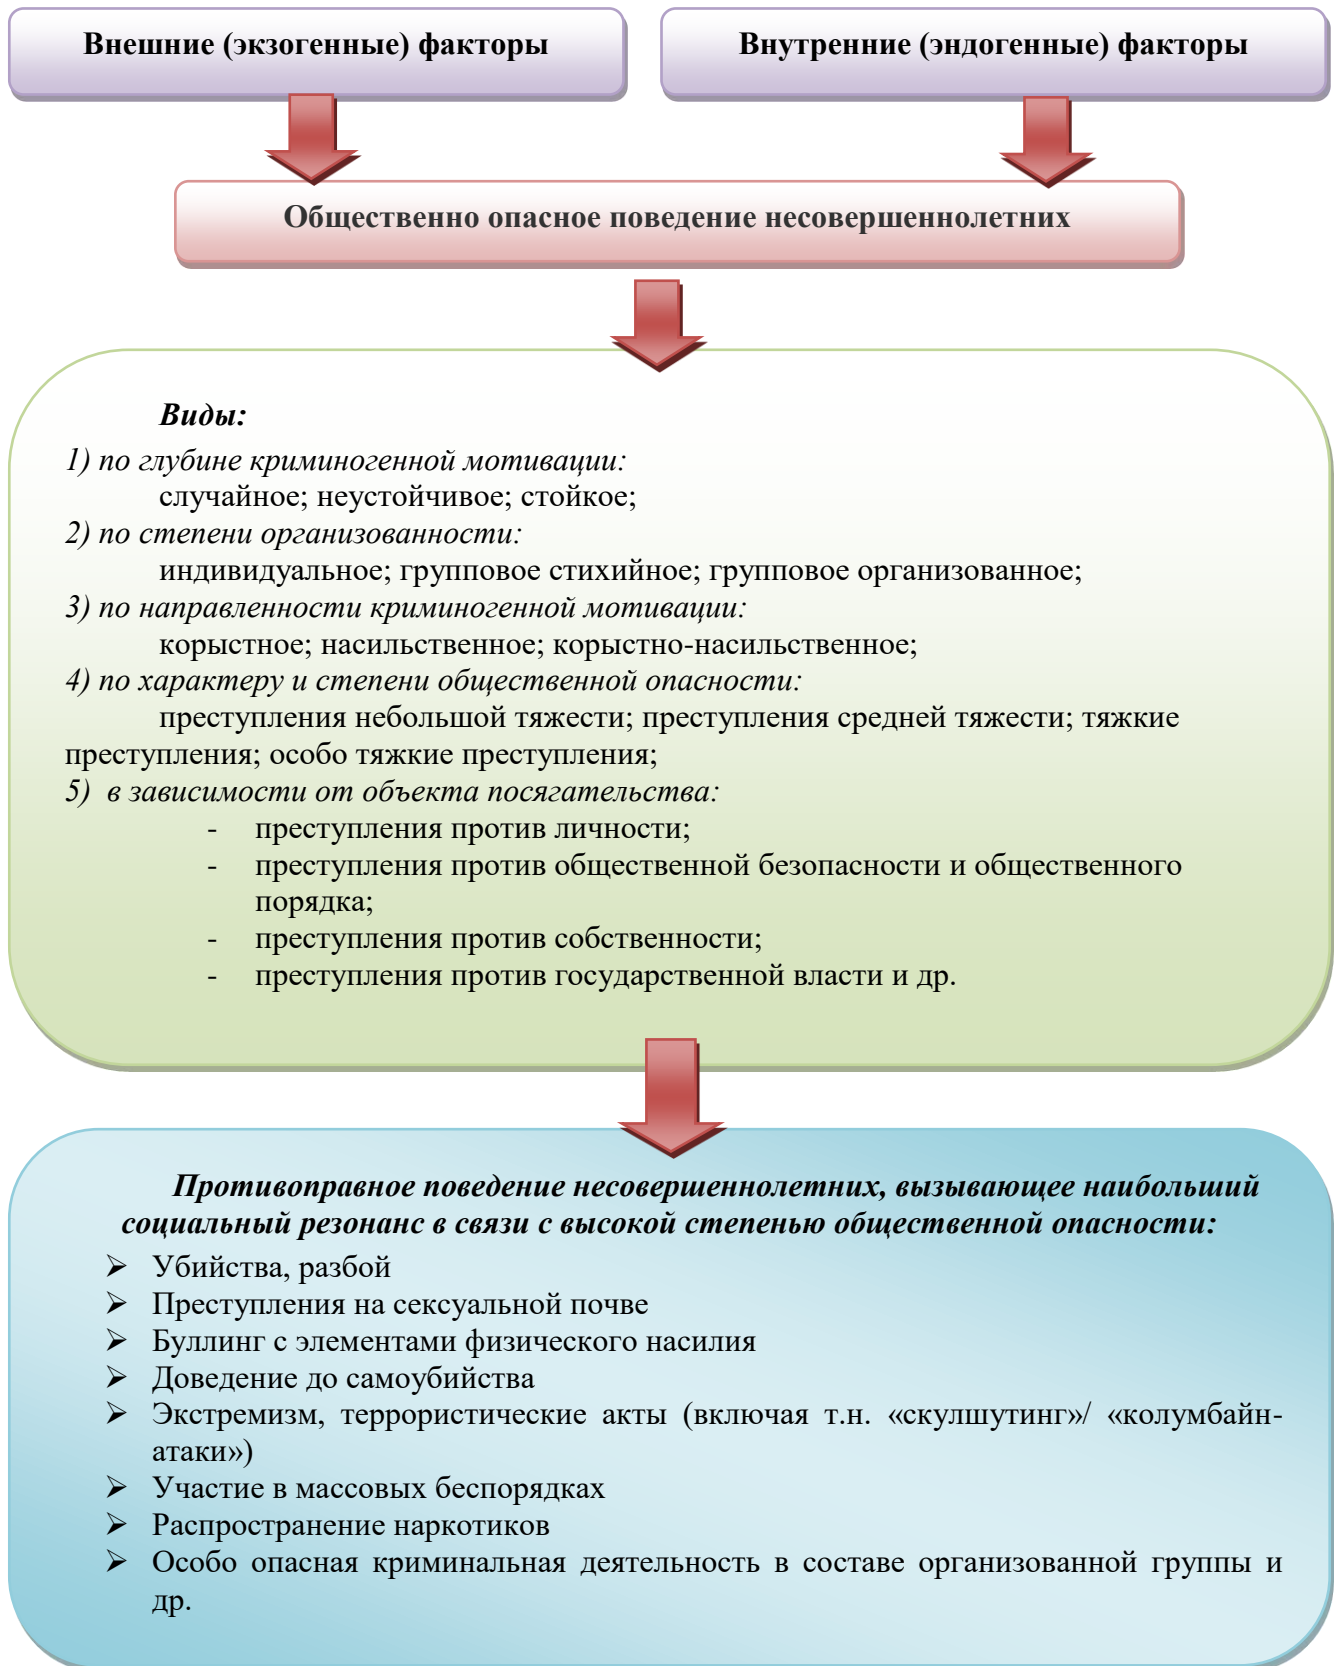 Внешние (экзогенные) факторы
Внутренние (эндогенные) факторы
Общественно опасное поведение несовершеннолетних
Виды:
1) по глубине криминогенной мотивации:
случайное; неустойчивое; стойкое;
2) по степени организованности:
индивидуальное; групповое стихийное; групповое организованное;
3) по направленности криминогенной мотивации:
корыстное; насильственное; корыстно-насильственное;
4) по характеру и степени общественной опасности:
преступления небольшой тяжести; преступления средней тяжести; тяжкие
преступления; особо тяжкие преступления;
5) в зависимости от объекта посягательства:
- преступления против личности;
- преступления против общественной безопасности и общественного
порядка;
- преступления против собственности;
- преступления против государственной власти и др.
Противоправное поведение несовершеннолетних, вызывающее наибольший
социальный резонанс в связи с высокой степенью общественной опасности:
➢ Убийства, разбой
➢ Преступления на сексуальной почве
➢ Буллинг с элементами физического насилия
➢ Доведение до самоубийства
➢ Экстремизм, террористические акты (включая т.н. «скулшутинг»/ «колумбайн-
атаки»)
➢ Участие в массовых беспорядках
➢ Распространение наркотиков
➢ Особо опасная криминальная деятельность в составе организованной группы и
др.